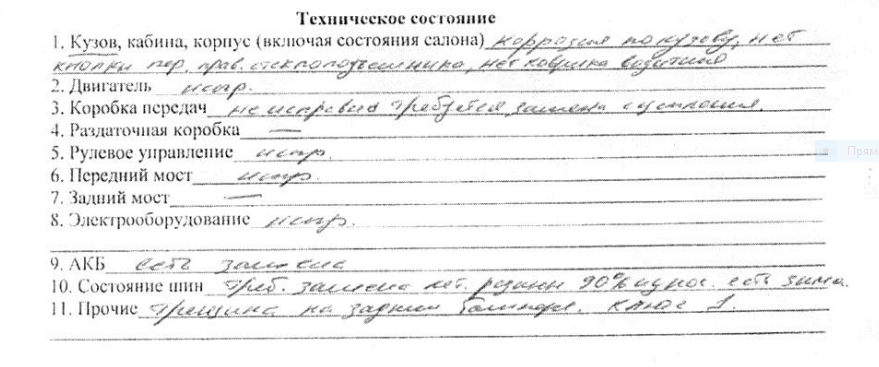 Техническое состояние
1. Кузов, кабина, корпус (включая состояния салона) коррозия по кузову, нет
кнопки пер. прав. стеклоподъемника, нет коврика водителя
2. Двигатель испр.
3. Коробка передач не исправна требуется замена сцепления.
4. Раздаточная коробка —
5. Рулевое управление испр.
6. Передний мост испр.
7. Задний мост —
8. Электрооборудование испр.
9. АКБ есть замена
10. Состояние шин треб. замена лет. резины 90% износ. есть зима.
11. Прочие трещина на заднем бампере. ключ 1.
Прям